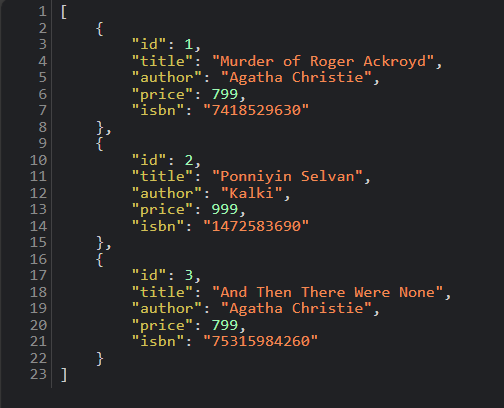 1 [
2     {
3         "id": 1,
4         "title": "Murder of Roger Ackroyd",
5         "author": "Agatha Christie",
6         "price": 799,
7         "isbn": "7418529630"
8     },
9     {
10         "id": 2,
11         "title": "Ponniyin Selvan",
12         "author": "Kalki",
13         "price": 999,
14         "isbn": "1472583690"
15     },
16     {
17         "id": 3,
18         "title": "And Then There Were None",
19         "author": "Agatha Christie",
20         "price": 799,
21         "isbn": "75315984260"
22     }
23 ]